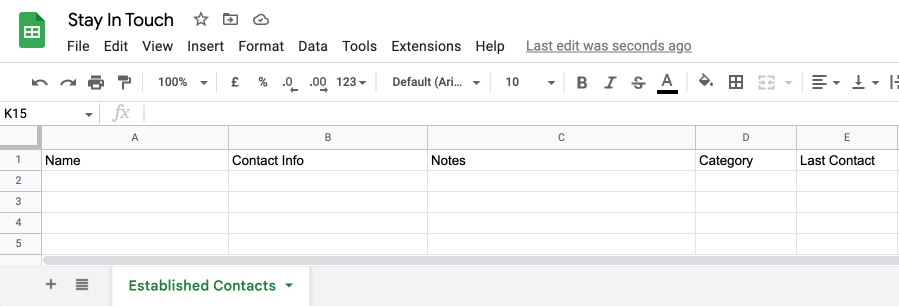 Stay In Touch
File Edit View Insert Format Data Tools Extensions Help Last edit was seconds ago
100% £ % .0 .00 123 Default (Ari... 10 B I S A
K15 fx
A B C D E
1 Name Contact Info Notes Category Last Contact
2
3
4
5
+ Established Contacts